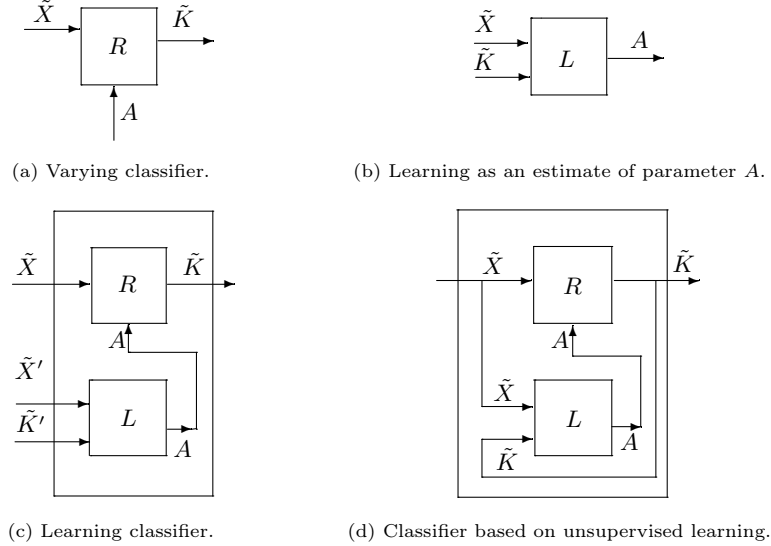 X̃ K̃ X̃ A
R K̃ L
A
(a) Varying classifier. (b) Learning as an estimate of parameter A.
X̃ R K̃ X̃ R K̃
A A
X̃′ X̃
K̃′ L A K̃ L A
(c) Learning classifier. (d) Classifier based on unsupervised learning.